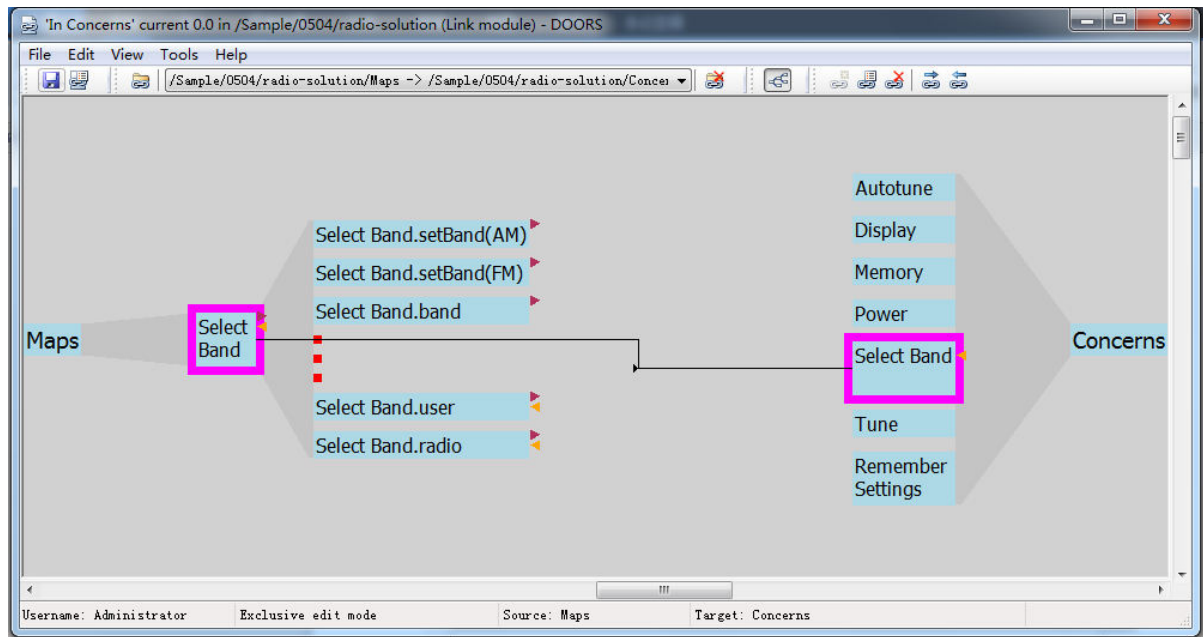 'In Concerns' current 0.0 in /Sample/0504/radio-solution (Link module) - DOORS
File Edit View Tools Help
/Sample/0504/radio-solution/Maps -> /Sample/0504/radio-solution/Concer
Maps
Select
Band
Select Band.setBand(AM)
Select Band.setBand(FM)
Select Band.band
Select Band.user
Select Band.radio
Autotune
Display
Memory
Power
Select Band
Tune
Remember
Settings
Concerns
Username: Administrator
Exclusive edit mode
Source: Maps
Target: Concerns